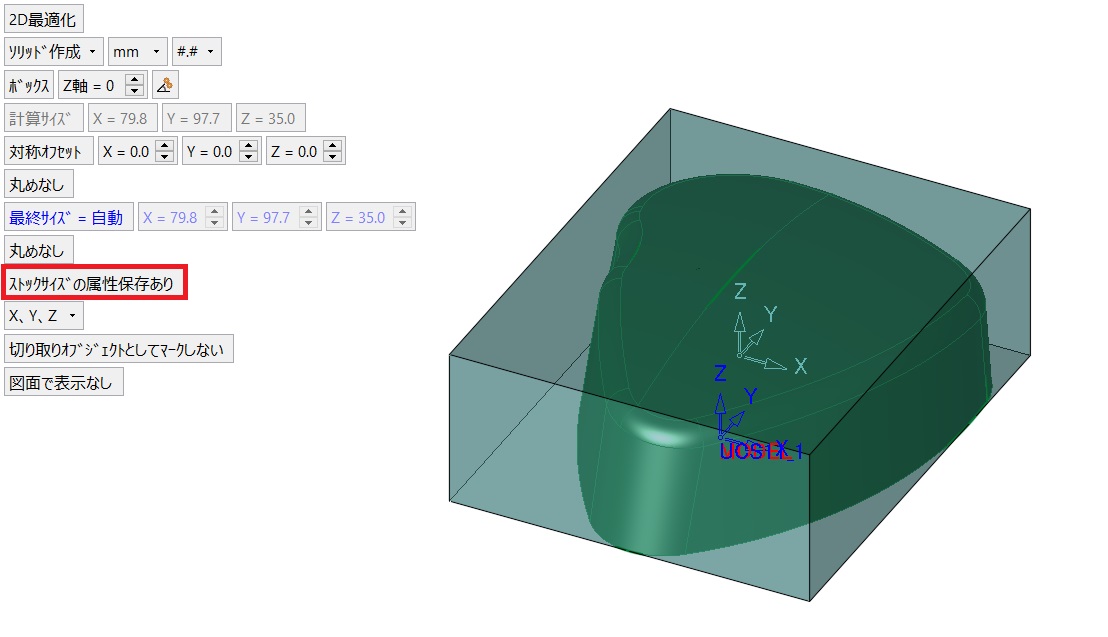 2D最適化
ｿﾘｯﾄﾞ作成 mm #.#
ﾎﾞｯｸｽ Z軸 = 0
計算ｻｲｽﾞ X = 79.8 Y = 97.7 Z = 35.0
対称ｵﾌｾｯﾄ X = 0.0 Y = 0.0 Z = 0.0
丸めなし
最終ｻｲｽﾞ = 自動 X = 79.8 Y = 97.7 Z = 35.0
丸めなし
ｽﾄｯｸｻｲｽﾞの属性保存あり
X、Y、Z
切り取りｵﾌﾞｼﾞｪｸﾄとしてﾏｰｸしない
図面で表示なし
Z
Y
X
Z
Y
X